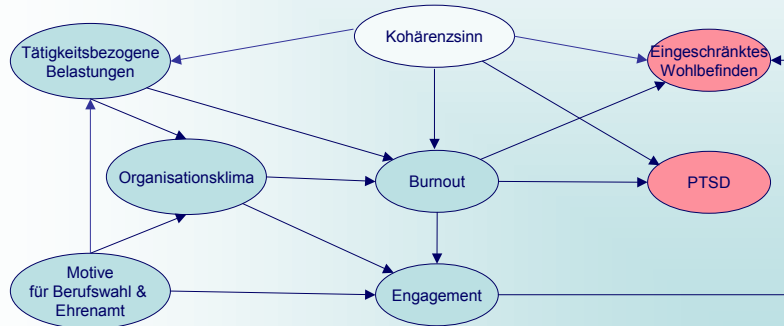 Tätigkeitsbezogene
Belastungen
Kohärenzsinn
Eingeschränktes
Wohlbefinden
Organisationsklima
Burnout
PTSD
Motive
für Berufswahl &
Ehrenamt
Engagement